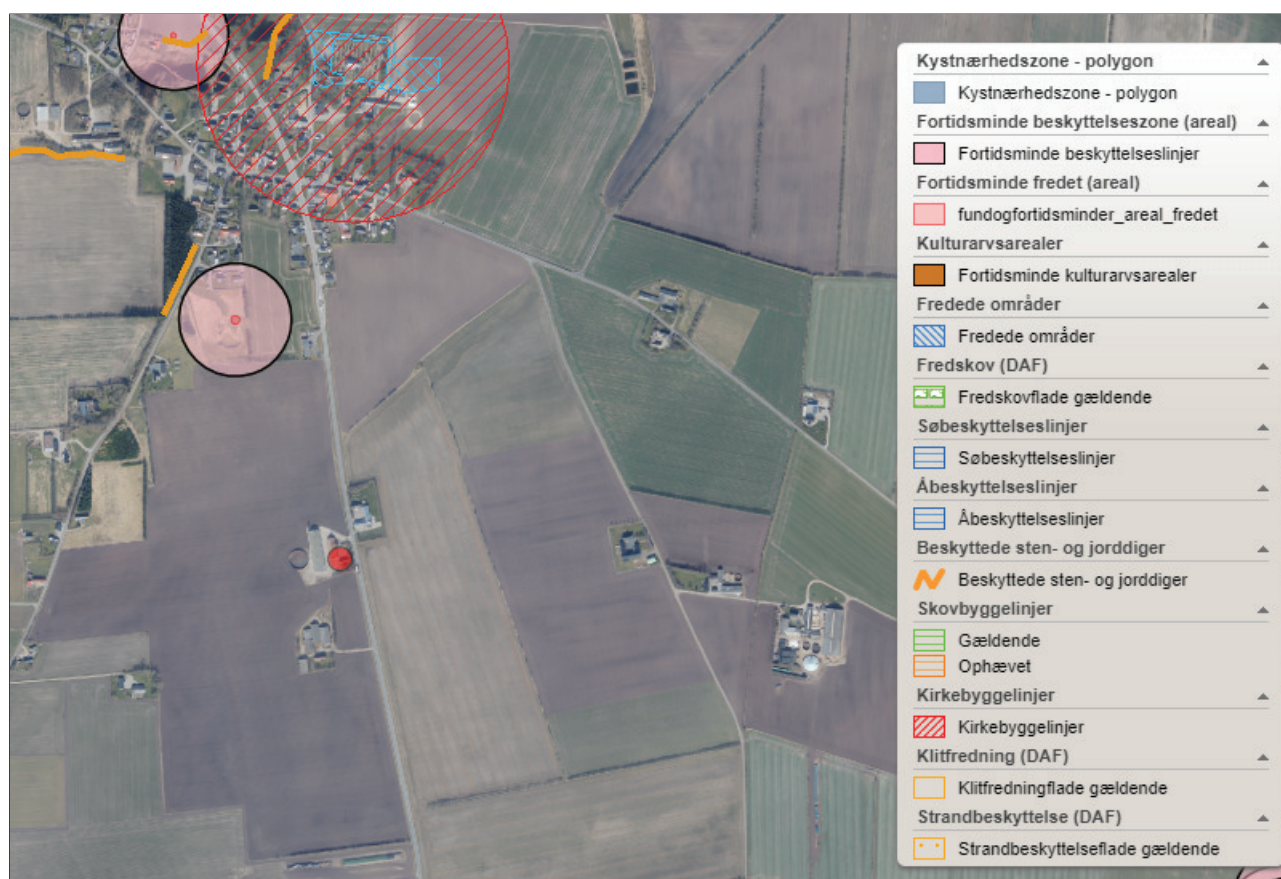 Kystnærhedszone - polygon
Kystnærhedszone - polygon
Fortidsminde beskyttelseszone (areal)
Fortidsminde beskyttelseslinjer
Fortidsminde fredet (areal)
fundogfortidsminder_areal_fredet
Kulturarvsarealer
Fortidsminde kulturarvsarealer
Fredede områder
Fredede områder
Fredskov (DAF)
Fredskovflade gældende
Søbeskyttelseslinjer
Søbeskyttelseslinjer
Åbeskyttelseslinjer
Åbeskyttelseslinjer
Beskyttede sten- og jorddiger
Beskyttede sten- og jorddiger
Skovbyggelinjer
Gældende
Ophævet
Kirkebyggelinjer
Kirkebyggelinjer
Klitfredning (DAF)
Klitfredningflade gældende
Strandbeskyttelse (DAF)
Strandbeskyttelseflade gældende